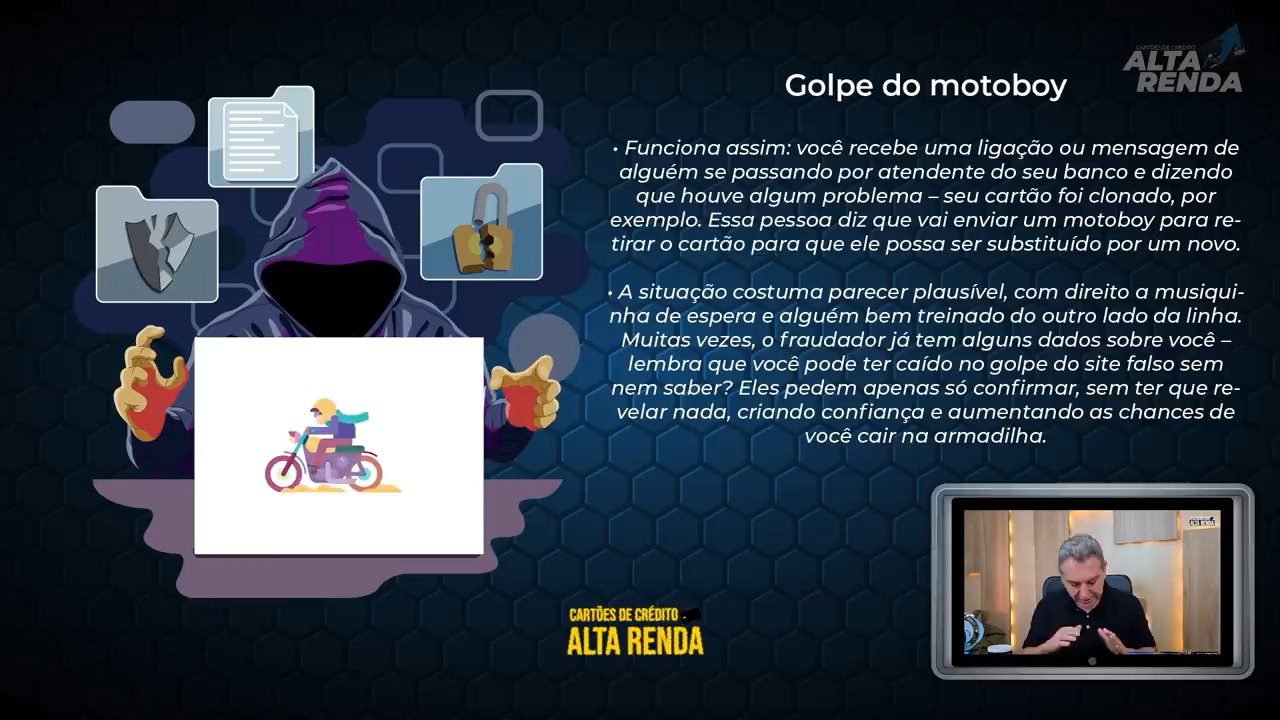 CARTÕES DE CRÉDITO
ALTA
RENDA
Golpe do motoboy
• Funciona assim: você recebe uma ligação ou mensagem de
alguém se passando por atendente do seu banco e dizendo
que houve algum problema – seu cartão foi clonado, por
exemplo. Essa pessoa diz que vai enviar um motoboy para re-
tirar o cartão para que ele possa ser substituído por um novo.
• A situação costuma parecer plausível, com direito a musiqui-
nha de espera e alguém bem treinado do outro lado da linha.
Muitas vezes, o fraudador já tem alguns dados sobre você –
lembra que você pode ter caído no golpe do site falso sem
nem saber? Eles pedem apenas só confirmar, sem ter que re-
velar nada, criando confiança e aumentando as chances de
você cair na armadilha.
ALTA
RENDA
CARTÕES DE CRÉDITO
ALTA RENDA